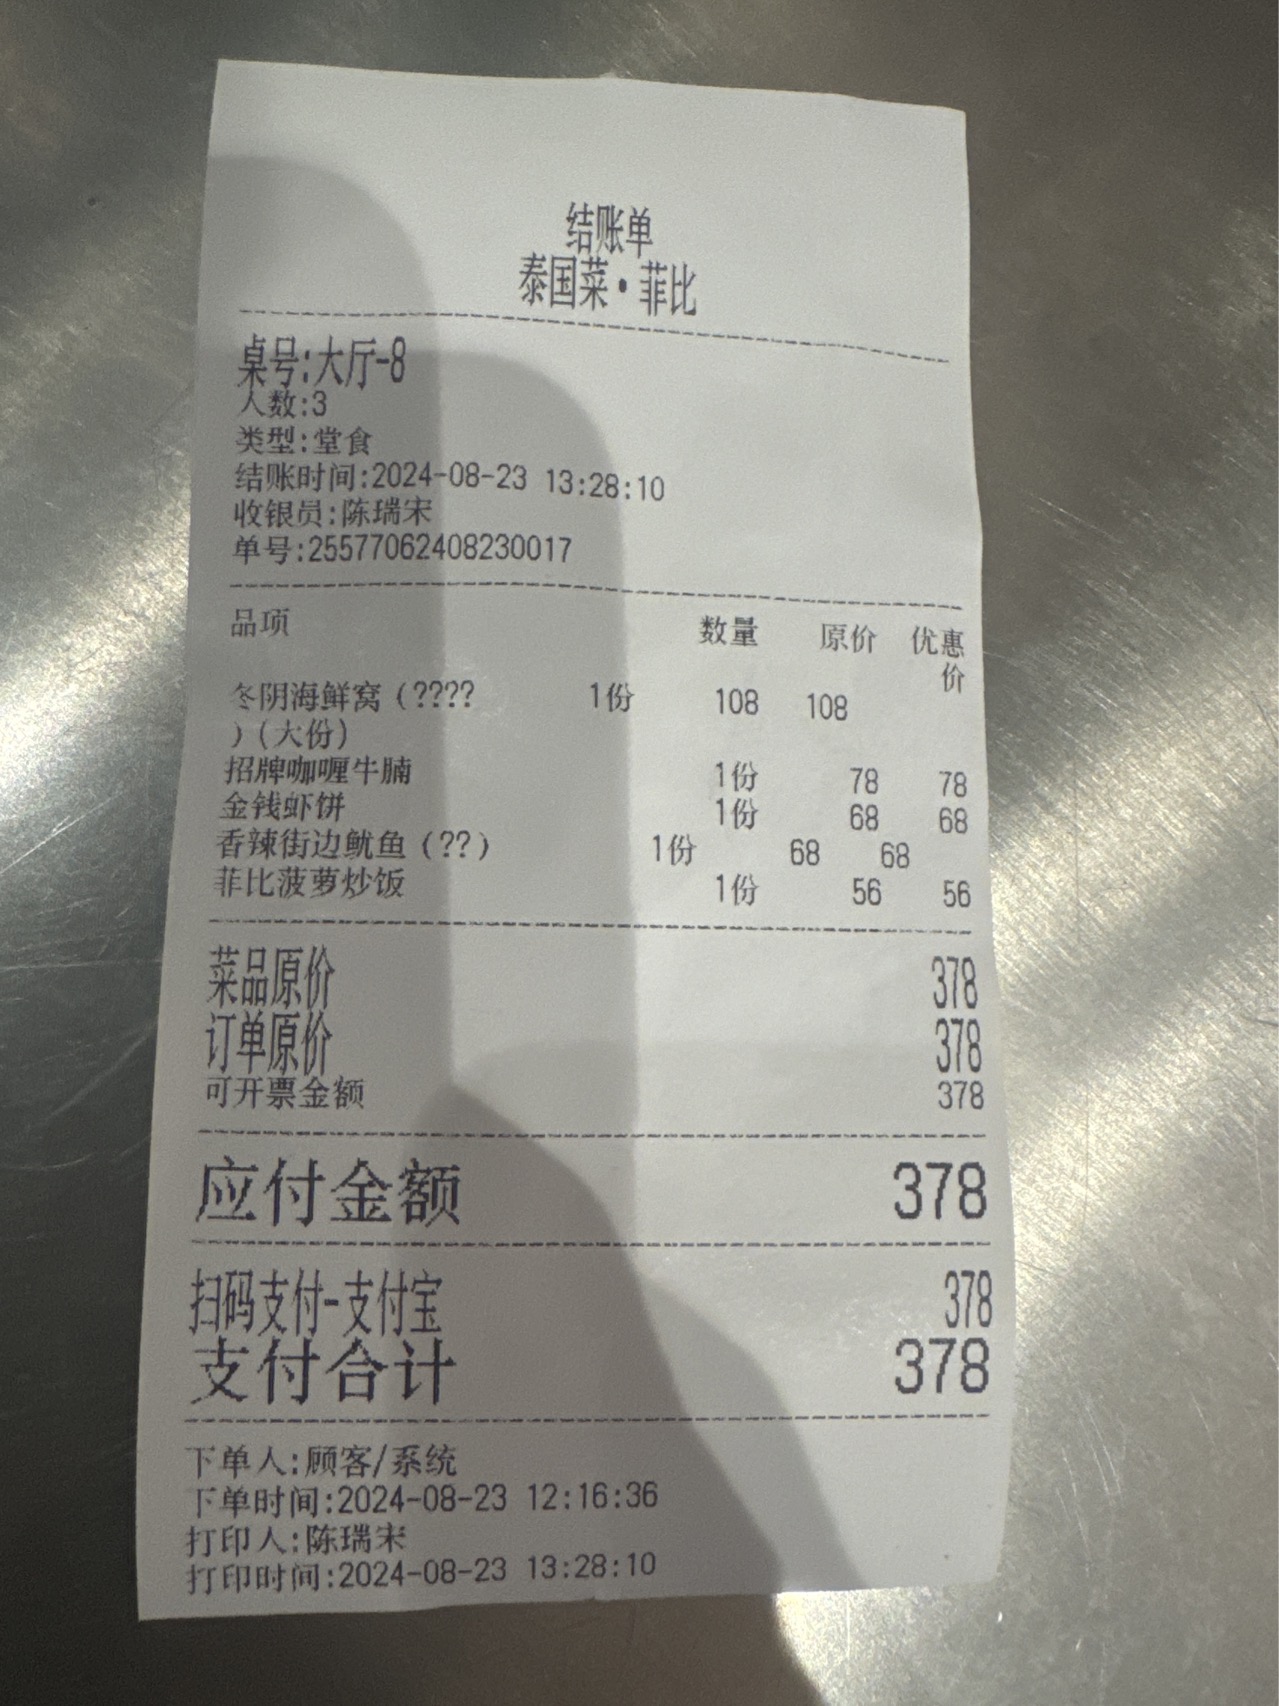 结账单
泰国菜·菲比
桌号:大厅-8
人数:3
类型:堂食
结账时间:2024-08-23 13:28:10
收银员:陈瑞宋
单号:25577062408230017
品项 数量 原价 优惠
价
冬阴海鲜窝(???? 1份 108 108
)(大份)
招牌咖喱牛腩 1份 78 78
金钱虾饼 1份 68 68
香辣街边鱿鱼(??) 1份 68 68
菲比菠萝炒饭 1份 56 56
菜品原价 378
订单原价 378
可开票金额 378
应付金额 378
扫码支付-支付宝 378
支付合计 378
下单人:顾客/系统
下单时间:2024-08-23 12:16:36
打印人:陈瑞宋
打印时间:2024-08-23 13:28:10